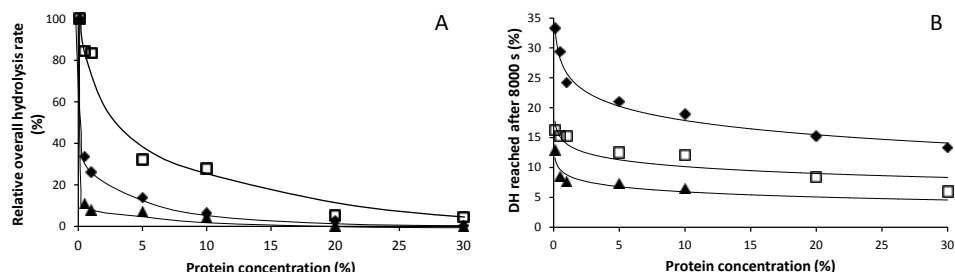 A
Relative overall hydrolysis rate
(%)
100
80
60
40
20
0
0 5 10 15 20 25 30
Protein concentration (%)
B
DH reached after 8000 s (%)
35
30
25
20
15
10
5
0
0 5 10 15 20 25 30
Protein concentration (%)